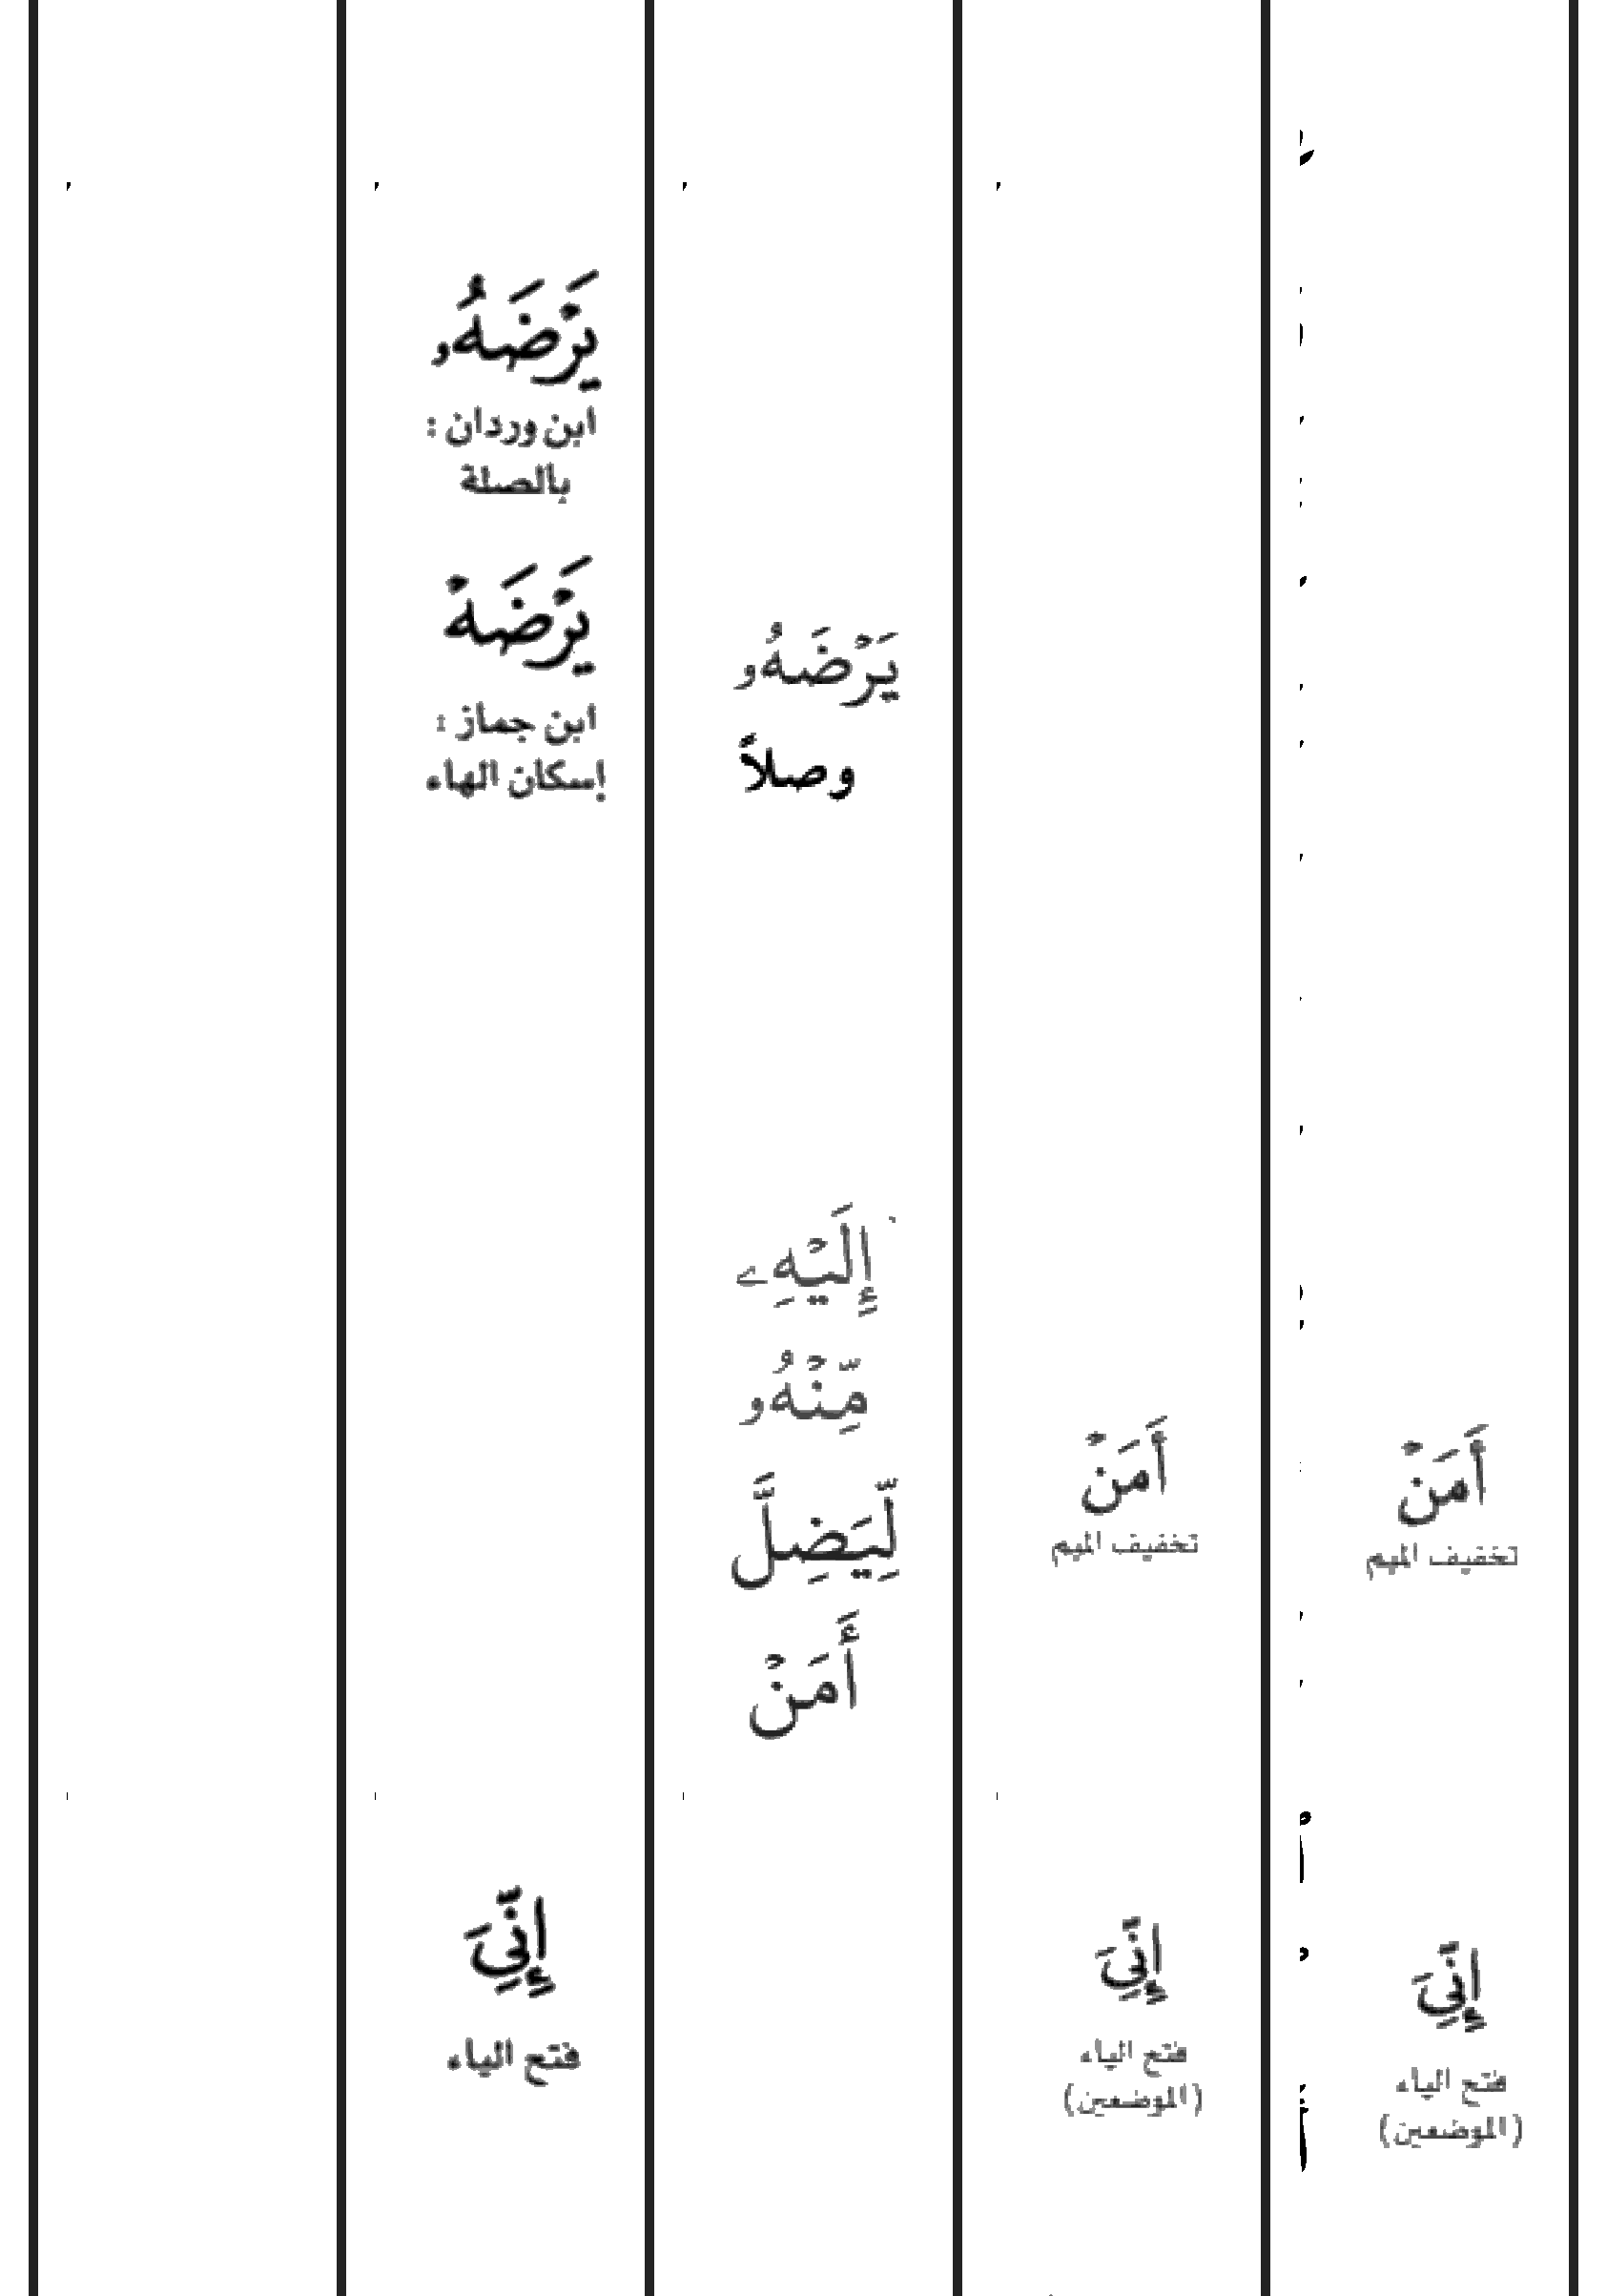 أَمَنْ
تخفيف الميم
إِنِّيَ
فتح الياء
(الموضعين)
أَمَنْ
تخفيف الميم
إِنِّيَ
فتح الياء
(الموضعين)
يَرْضَهُۥ
وصلاً
إِلَيْهِۦ
مِّنْهُۥ
لِّيَضِلَّ
أَمَنْ
يَرْضَهُۥ
ابن وردان :
بالصلة
يَرْضَهْ
ابن جماز :
إسكان الهاء
إِنِّيَ
فتح الياء